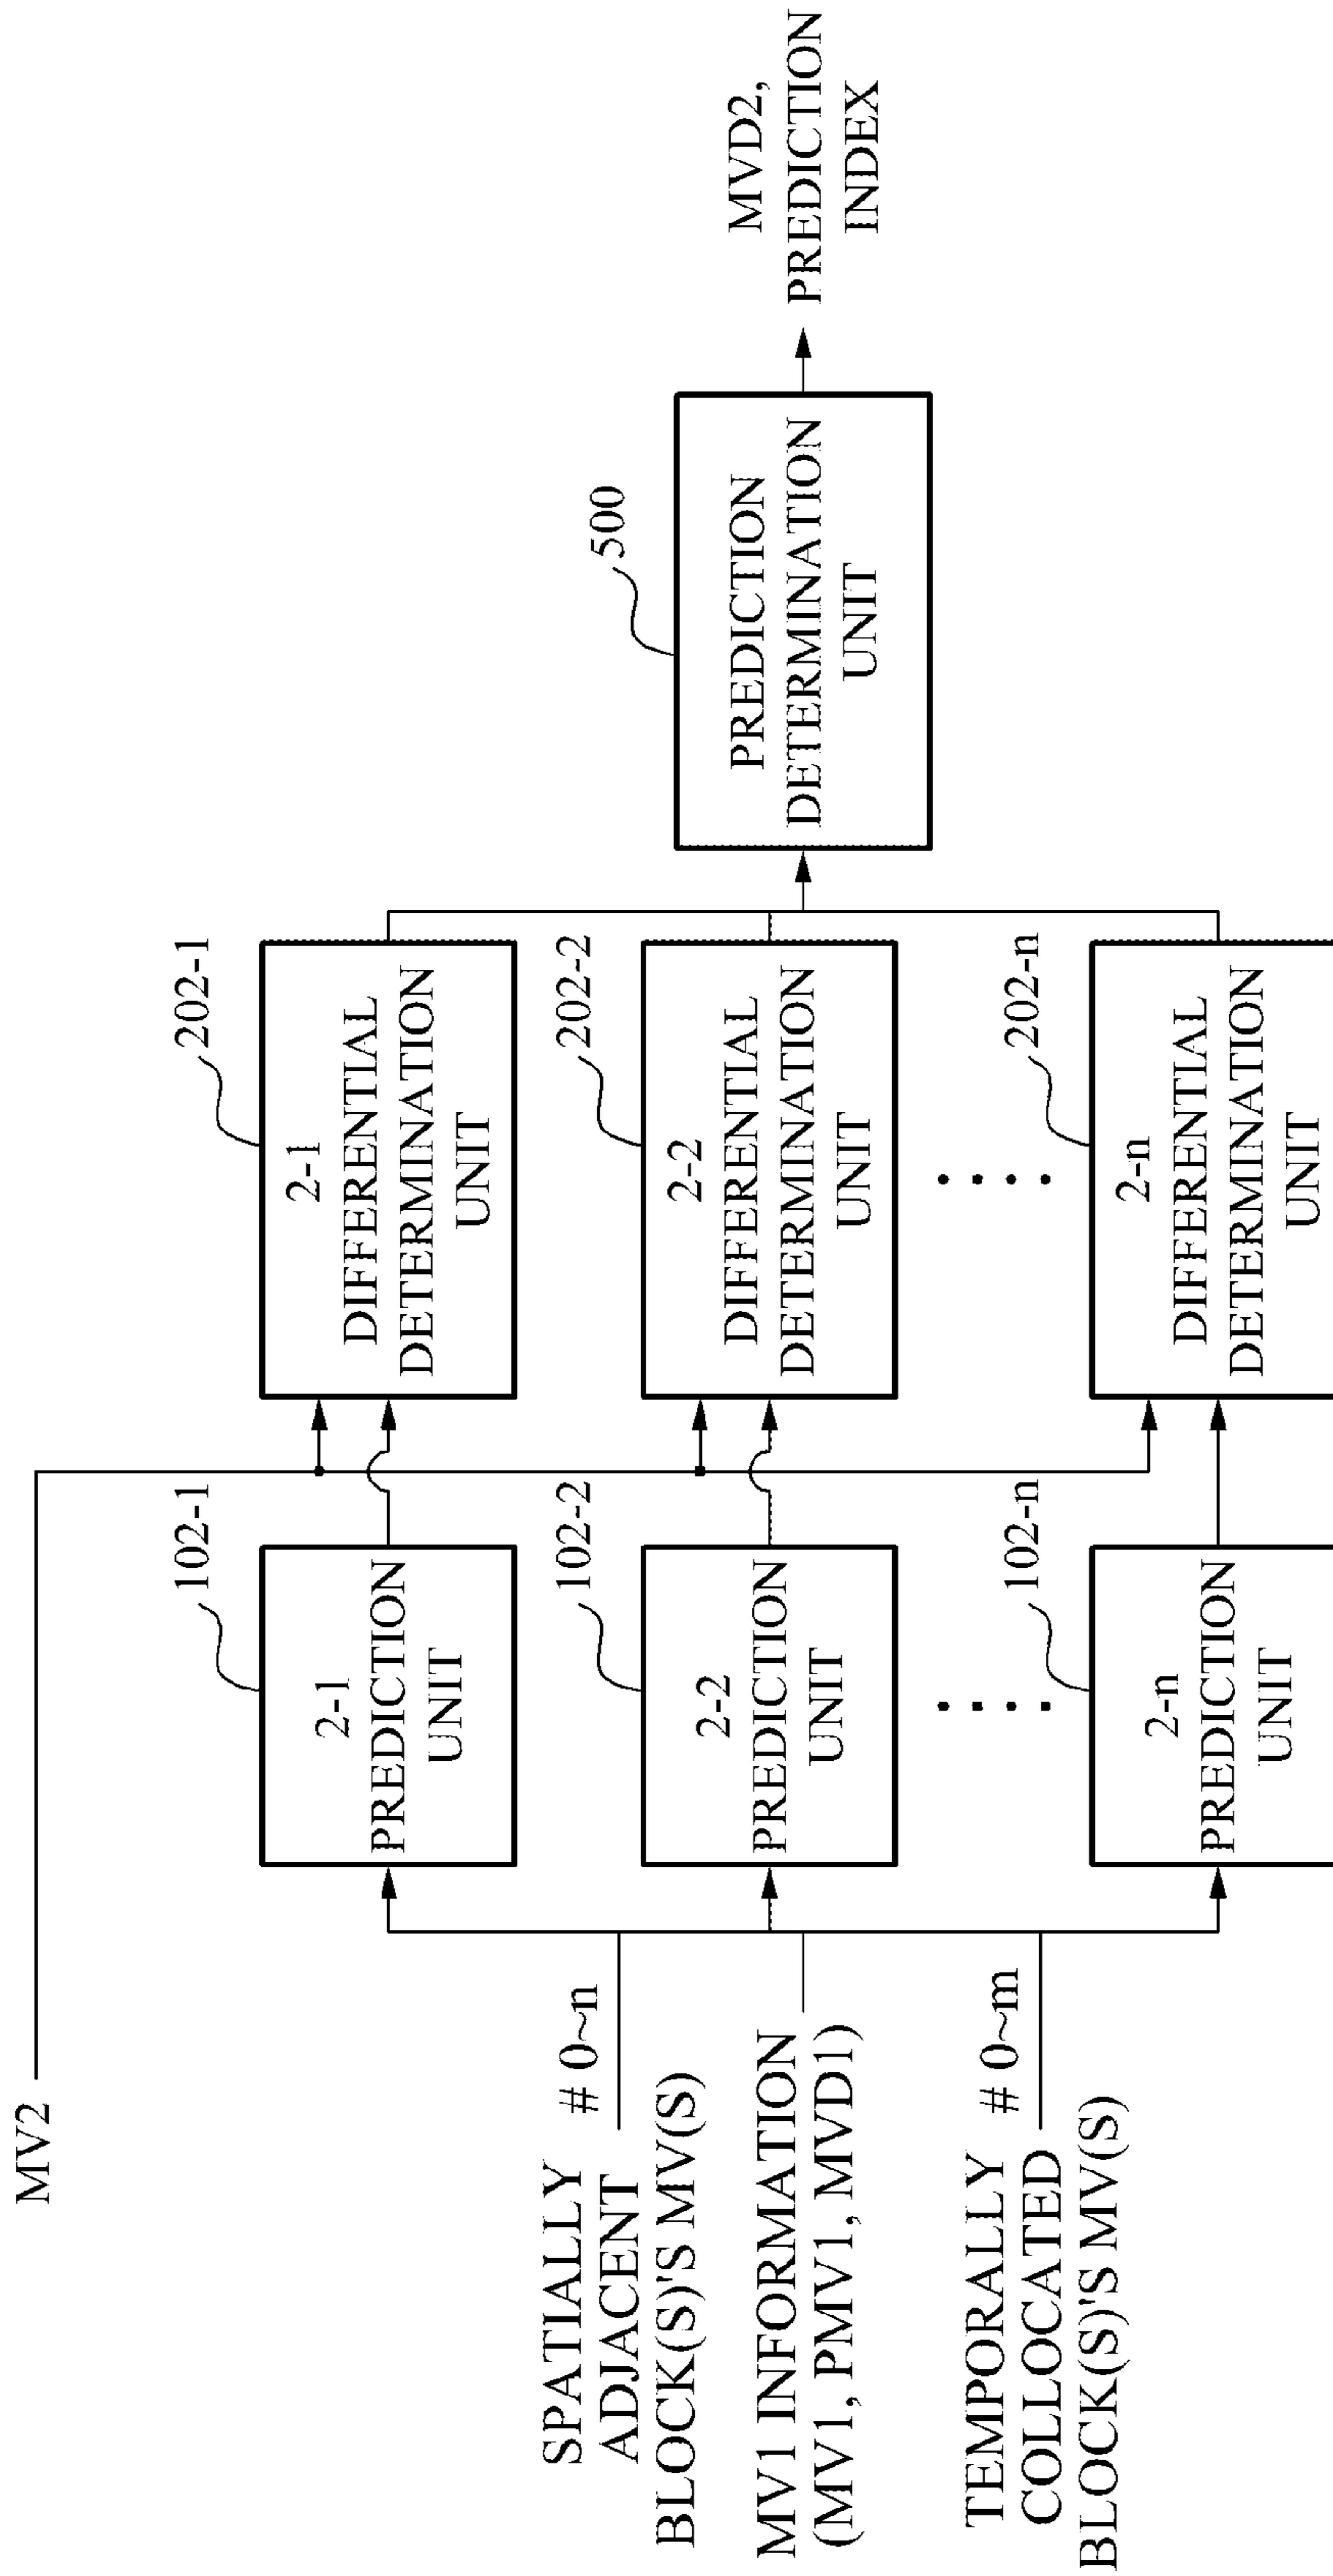 MV2
SPATIALLY
ADJACENT
BLOCK(S)'S MV(S)
# 0~n
MV1 INFORMATION
(MV1, PMV1, MVD1)
TEMPORALLY
COLLOCATED
BLOCK(S)'S MV(S)
# 0~m
102-1
2-1
PREDICTION
UNIT
102-2
2-2
PREDICTION
UNIT
102-n
2-n
PREDICTION
UNIT
202-1
2-1
DIFFERENTIAL
DETERMINATION
UNIT
202-2
2-2
DIFFERENTIAL
DETERMINATION
UNIT
202-n
2-n
DIFFERENTIAL
DETERMINATION
UNIT
500
PREDICTION
DETERMINATION
UNIT
MVD2,
PREDICTION
INDEX